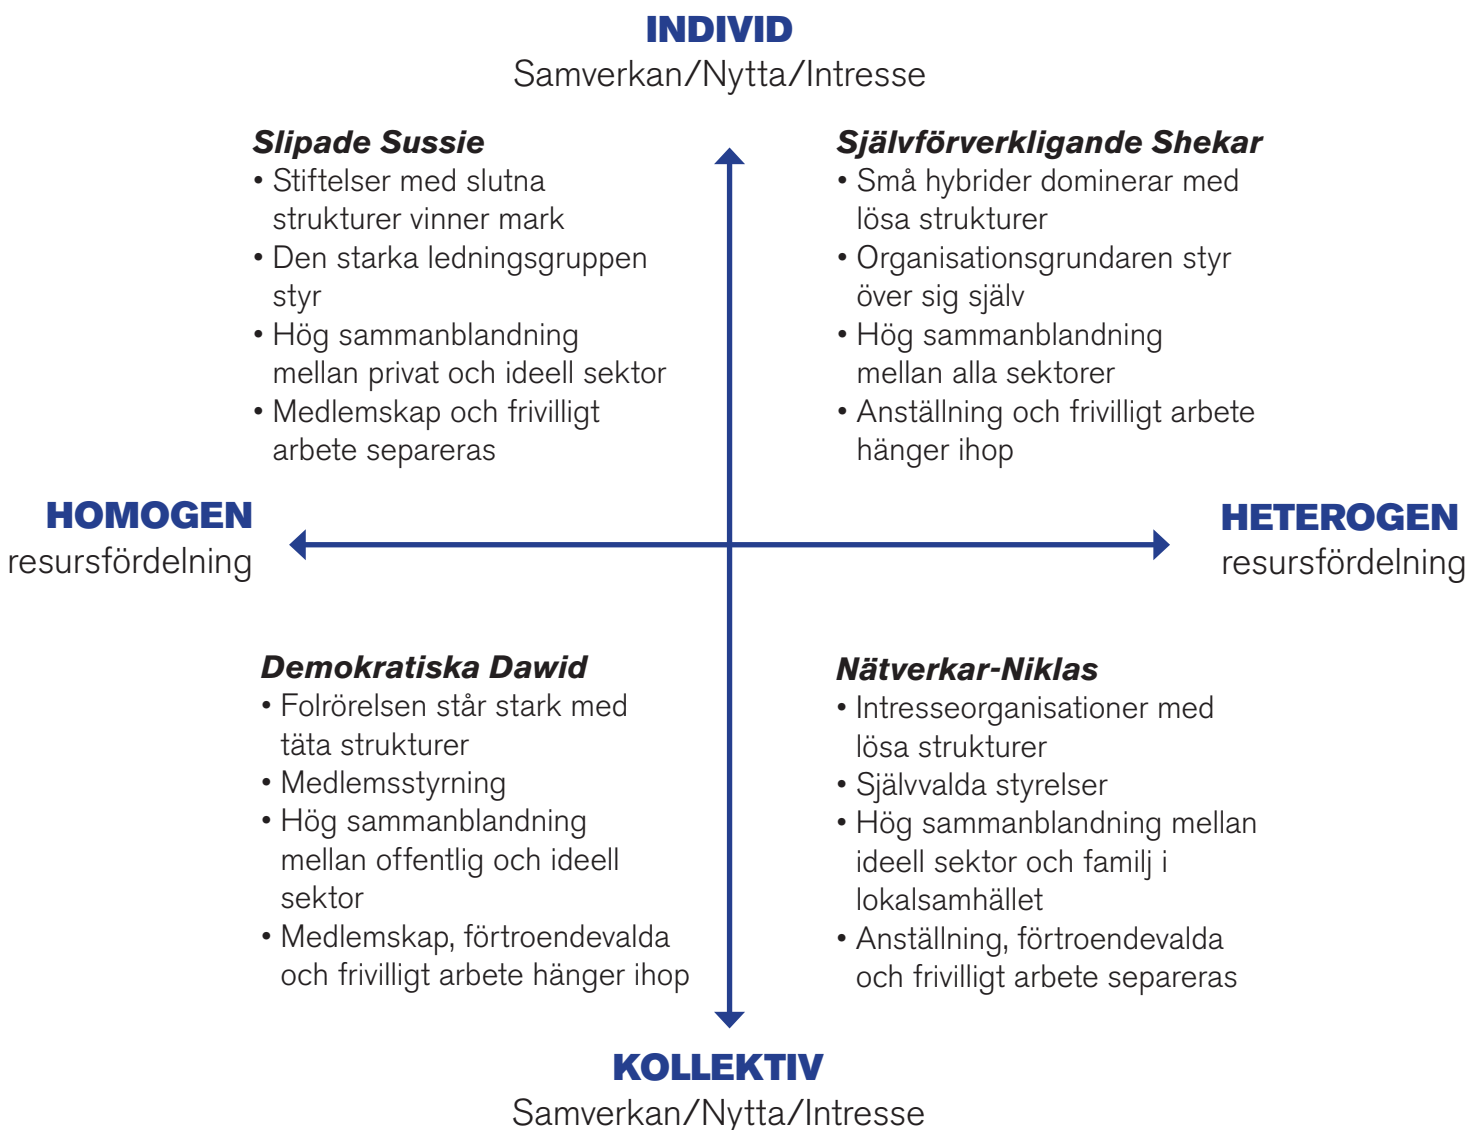 INDIVID
Samverkan/Nytta/Intresse
Slipade Sussie
• Stiftelser med slutna
strukturer vinner mark
• Den starka ledningsgruppen
styr
• Hög sammanblandning
mellan privat och ideell sektor
• Medlemskap och frivilligt
arbete separeras
Självförverkligande Shekar
• Små hybrider dominerar med
lösa strukturer
• Organisationsgrundaren styr
över sig själv
• Hög sammanblandning
mellan alla sektorer
• Anställning och frivilligt arbete
hänger ihop
HOMOGEN
resursfördelning
HETEROGEN
resursfördelning
Demokratiska Dawid
• Folrörelsen står stark med
täta strukturer
• Medlemsstyrning
• Hög sammanblandning
mellan offentlig och ideell
sektor
• Medlemskap, förtroendevalda
och frivilligt arbete hänger ihop
Nätverkar-Niklas
• Intresseorganisationer med
lösa strukturer
• Självvalda styrelser
• Hög sammanblandning mellan
ideell sektor och familj i
lokalsamhället
• Anställning, förtroendevalda
och frivilligt arbete separeras
KOLLEKTIV
Samverkan/Nytta/Intresse